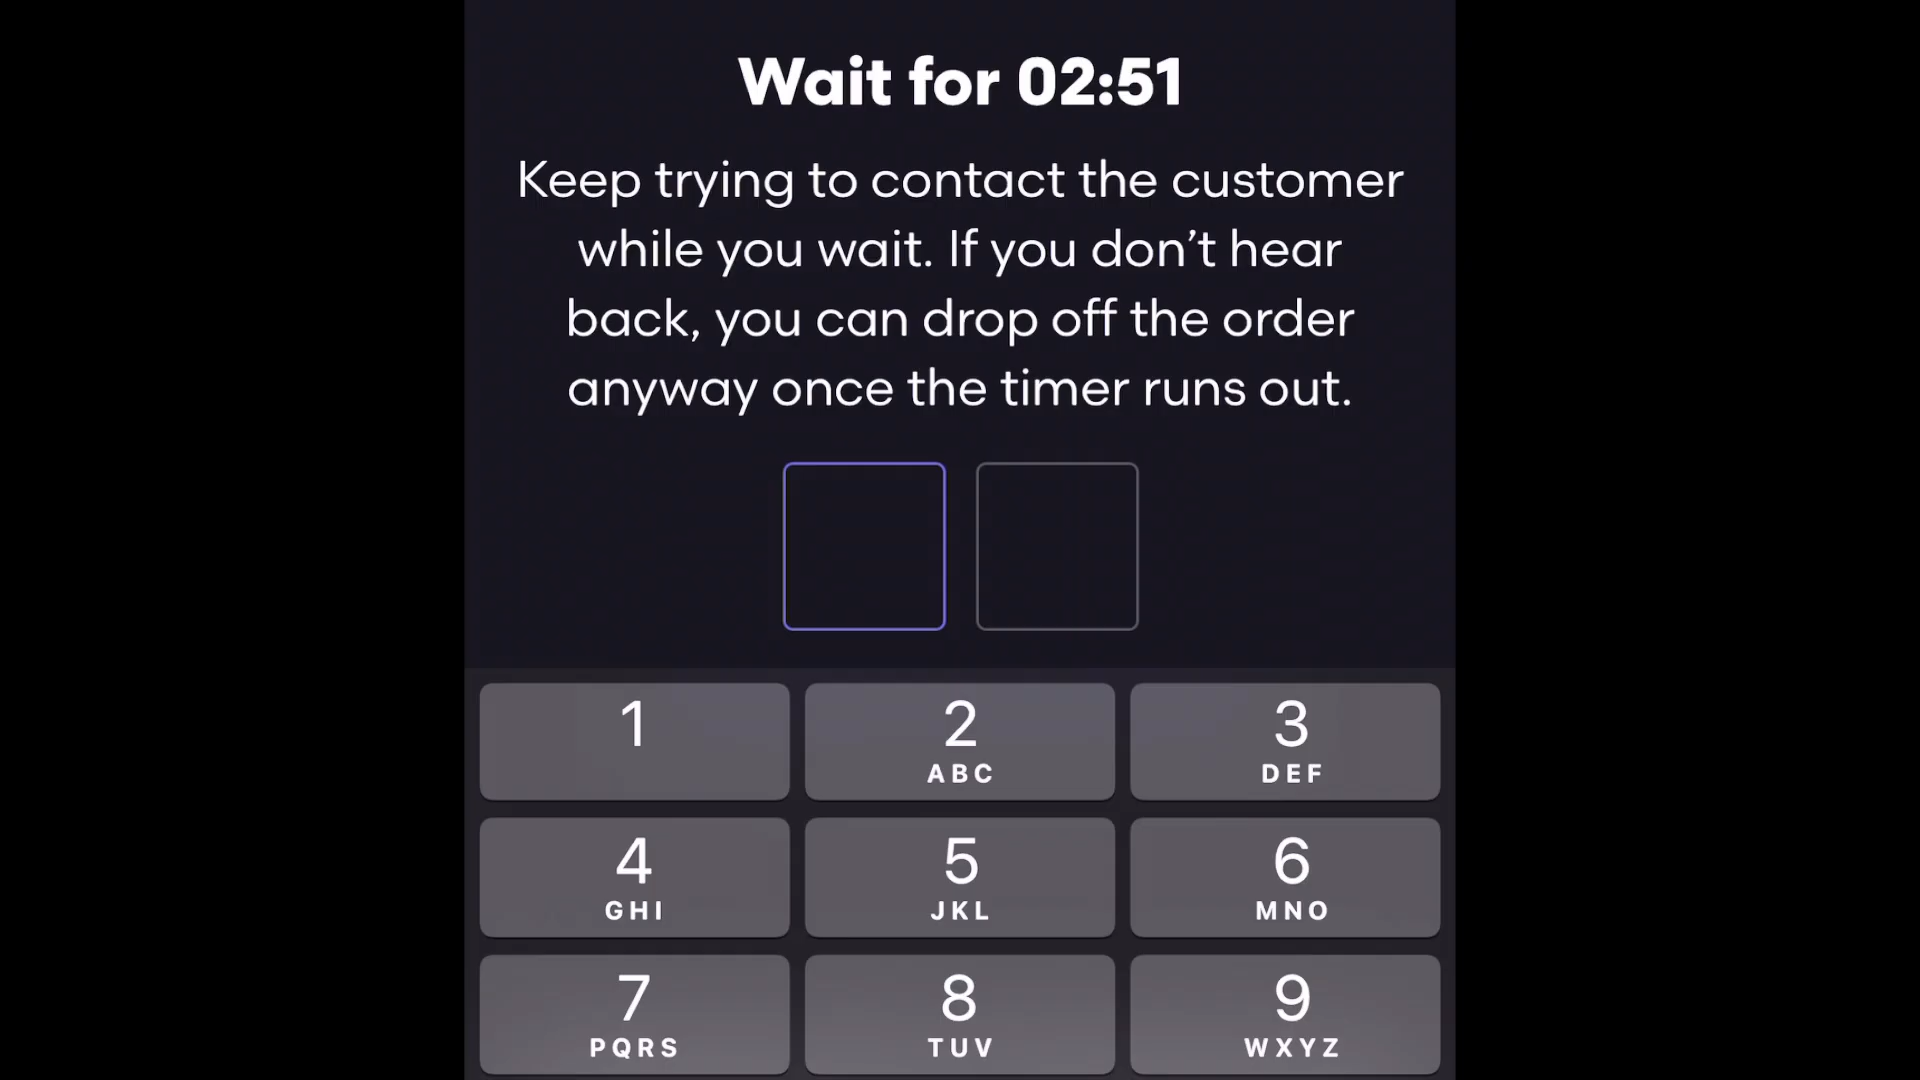 Wait for 02:51
Keep trying to contact the customer
while you wait. If you don’t hear
back, you can drop off the order
anyway once the timer runs out.
1 2 3
ABC DEF
4 5 6
GHI JKL MNO
7 8 9
PQRS TUV WXYZ